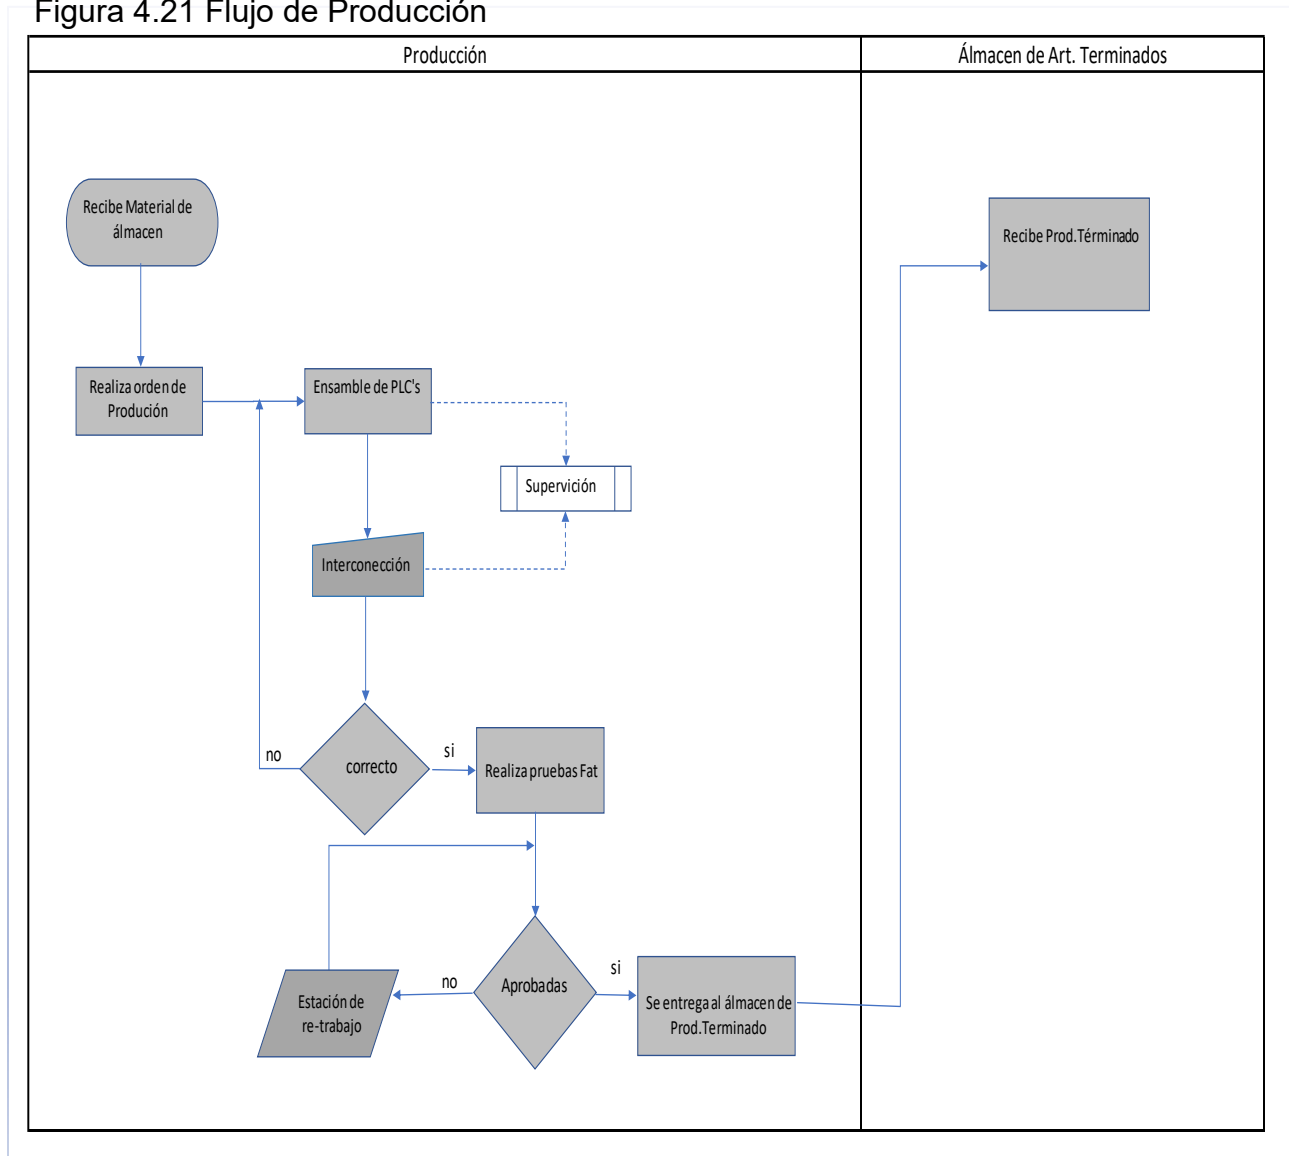 Figura 4.21 Flujo de Producción
Producción
Álmacen de Art. Terminados
Recibe Material de
álmacen
Recibe Prod.Términado
Realiza orden de
Produción
Ensamble de PLC's
Supervición
Interconección
no
correcto
si
Realiza pruebas Fat
Estación de
re-trabajo
no
Aprobadas
si
Se entrega al álmacen de
Prod.Terminado